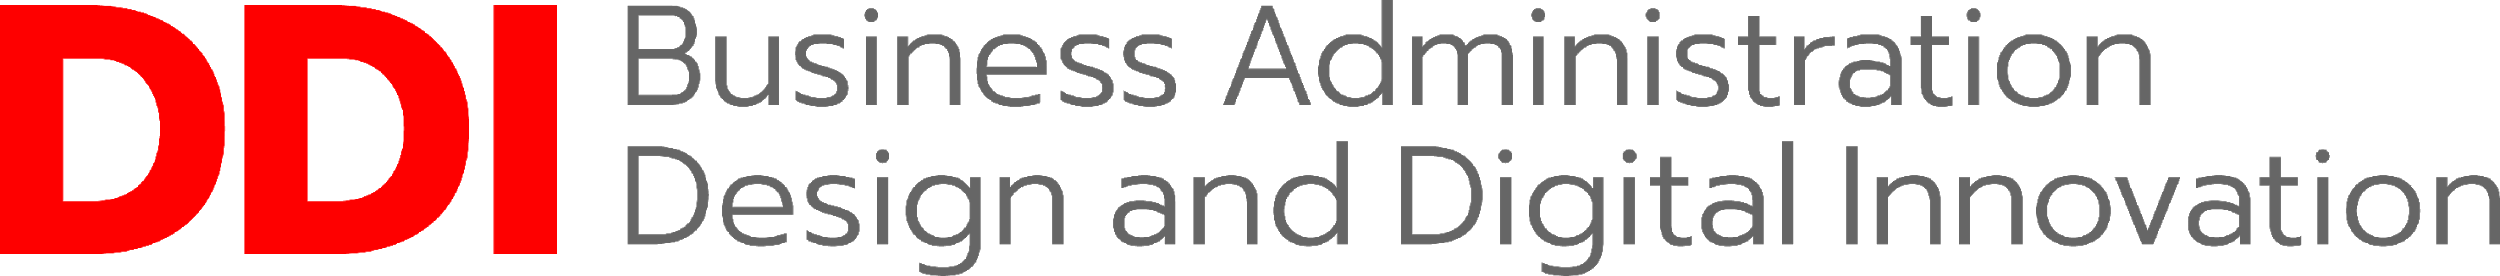 DDI
Business Administration
Design and Digital Innovation